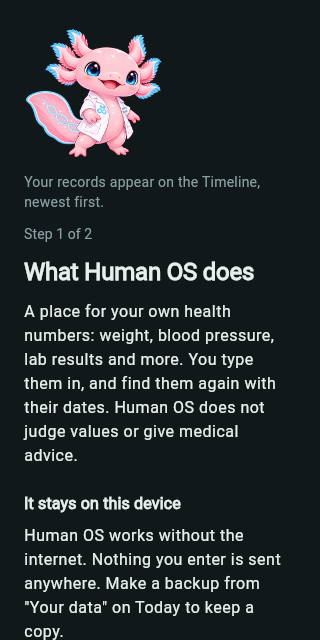 Your records appear on the Timeline,
newest first.
Step 1 of 2
What Human OS does
A place for your own health
numbers: weight, blood pressure,
lab results and more. You type
them in, and find them again with
their dates. Human OS does not
judge values or give medical
advice.
It stays on this device
Human OS works without the
internet. Nothing you enter is sent
anywhere. Make a backup from
"Your data" on Today to keep a
copy.